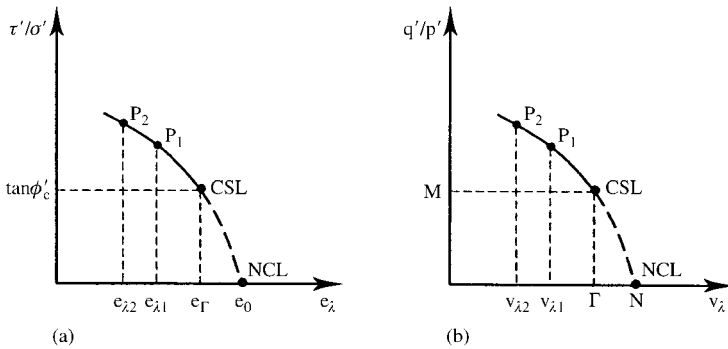 τ′/σ′
P₂
P₁
tanϕ′c
CSL
NCL
eλ2 eλ1 eΓ e₀ eλ
(a)
q′/p′
P₂
P₁
M
CSL
NCL
vλ2 vλ1 Γ N vλ
(b)